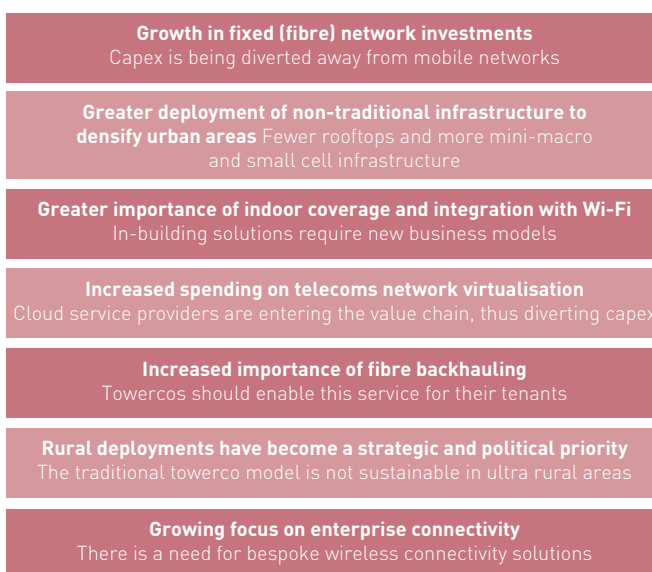 Growth in fixed (fibre) network investments
Capex is being diverted away from mobile networks
Greater deployment of non-traditional infrastructure to
densify urban areas Fewer rooftops and more mini-macro
and small cell infrastructure
Greater importance of indoor coverage and integration with Wi-Fi
In-building solutions require new business models
Increased spending on telecoms network virtualisation
Cloud service providers are entering the value chain, thus diverting capex
Increased importance of fibre backhauling
Towercos should enable this service for their tenants
Rural deployments have become a strategic and political priority
The traditional towerco model is not sustainable in ultra rural areas
Growing focus on enterprise connectivity
There is a need for bespoke wireless connectivity solutions